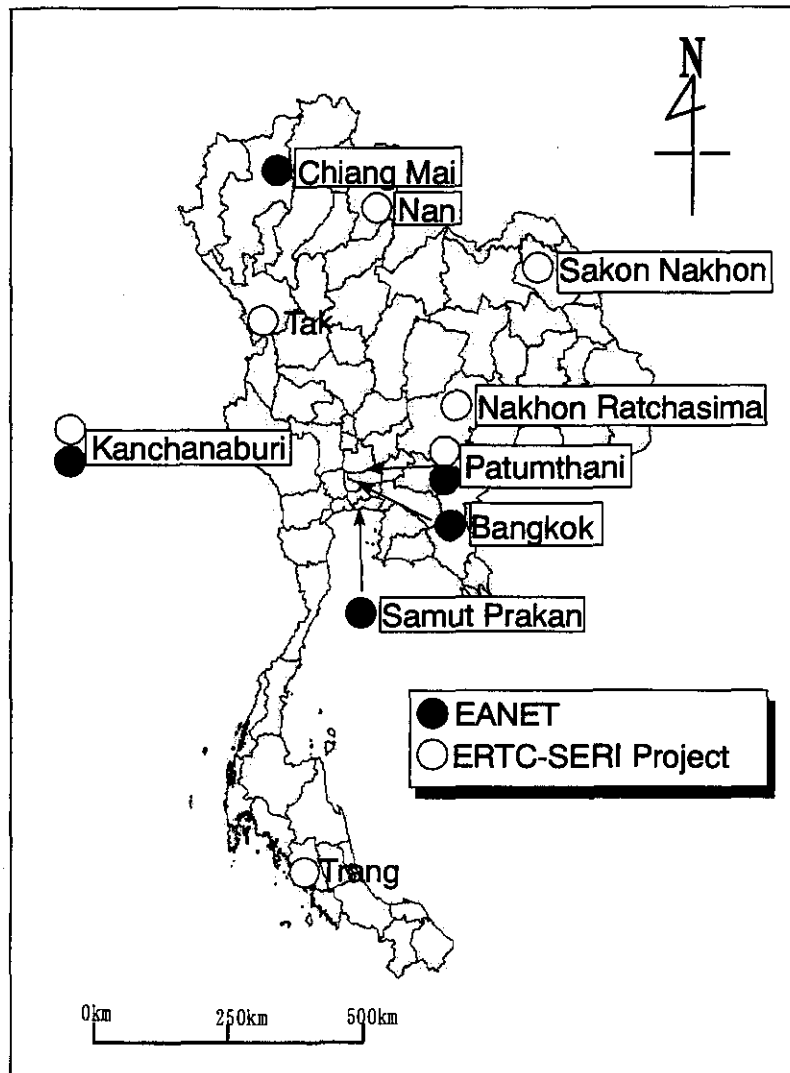 N
Chiang Mai
Nan
Sakon Nakhon
Tak
Nakhon Ratchasima
Kanchanaburi
Patumthani
Bangkok
Samut Prakan
EANET
ERTC-SERI Project
Trang
0km
250km
500km